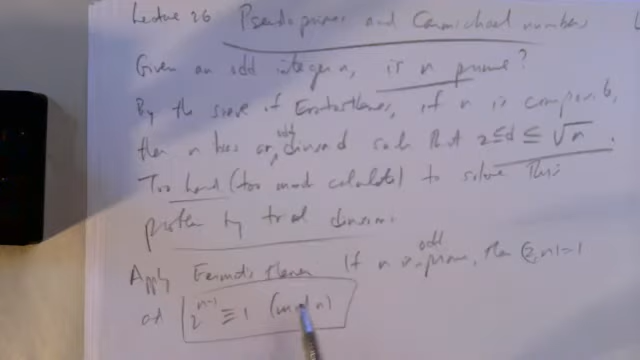 Lecture 26 Pseudoprimes and Carmichael numbers L
Given an odd integer n, is n prime?
By the sieve of Eratosthenes, if n is composite,
then n has an odd divisor d such that 2 ≤ d ≤ √n.
Too hard (too much calculation) to solve this
problem by trial division.
Apply Fermat's theorem If n is odd prime, then (2,n)=1
and 2^{n-1} ≡ 1 (mod n)